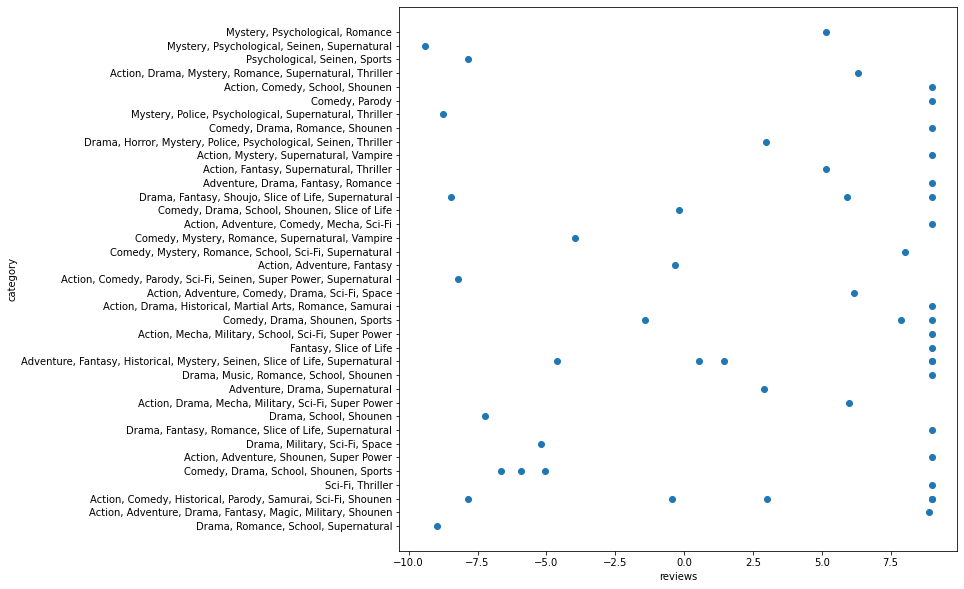 Mystery, Psychological, Romance
Mystery, Psychological, Seinen, Supernatural
Psychological, Seinen, Sports
Action, Drama, Mystery, Romance, Supernatural, Thriller
Action, Comedy, School, Shounen
Comedy, Parody
Mystery, Police, Psychological, Supernatural, Thriller
Comedy, Drama, Romance, Shounen
Drama, Horror, Mystery, Police, Psychological, Seinen, Thriller
Action, Mystery, Supernatural, Vampire
Action, Fantasy, Supernatural, Thriller
Adventure, Drama, Fantasy, Romance
Drama, Fantasy, Shoujo, Slice of Life, Supernatural
Comedy, Drama, School, Shounen, Slice of Life
Action, Adventure, Comedy, Mecha, Sci-Fi
Comedy, Mystery, Romance, Supernatural, Vampire
Comedy, Mystery, Romance, School, Sci-Fi, Supernatural
Action, Adventure, Fantasy
Action, Comedy, Parody, Sci-Fi, Seinen, Super Power, Supernatural
Action, Adventure, Comedy, Drama, Sci-Fi, Space
Action, Drama, Historical, Martial Arts, Romance, Samurai
Comedy, Drama, Shounen, Sports
Action, Mecha, Military, School, Sci-Fi, Super Power
Fantasy, Slice of Life
Adventure, Fantasy, Historical, Mystery, Seinen, Slice of Life, Supernatural
Drama, Music, Romance, School, Shounen
Adventure, Drama, Supernatural
Action, Drama, Mecha, Military, Sci-Fi, Super Power
Drama, School, Shounen
Drama, Fantasy, Romance, Slice of Life, Supernatural
Drama, Military, Sci-Fi, Space
Action, Adventure, Shounen, Super Power
Comedy, Drama, School, Shounen, Sports
Sci-Fi, Thriller
Action, Comedy, Historical, Parody, Samurai, Sci-Fi, Shounen
Action, Adventure, Drama, Fantasy, Magic, Military, Shounen
Drama, Romance, School, Supernatural
category
−10.0 −7.5 −5.0 −2.5 0.0 2.5 5.0 7.5
reviews